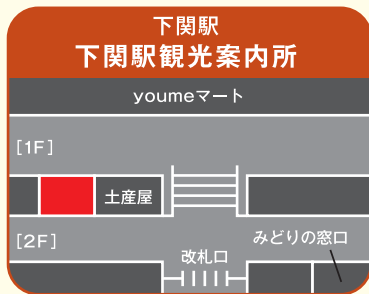 下関駅
下関駅観光案内所
youmeマート
[1F]
土産屋
[2F]
みどりの窓口
改札口